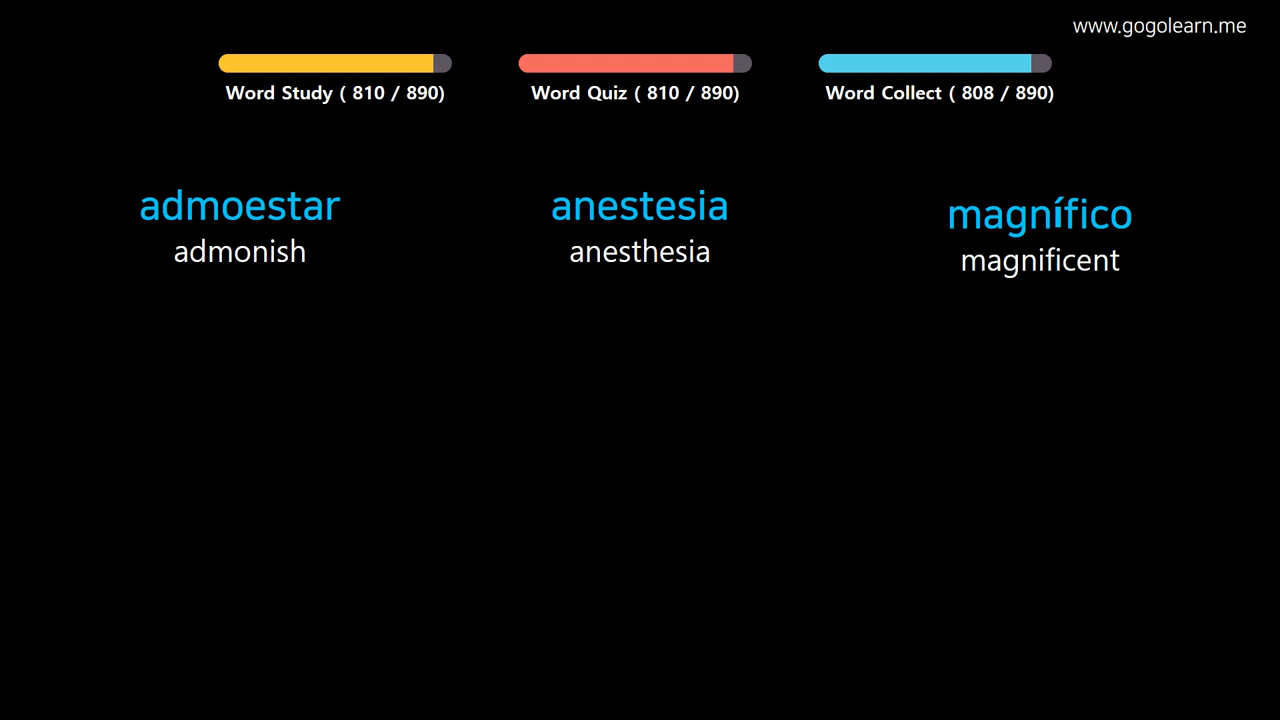 www.gogolearn.me
Word Study ( 810 / 890)
Word Quiz ( 810 / 890)
Word Collect ( 808 / 890)
admoestar
admonish
anestesia
anesthesia
magnífico
magnificent